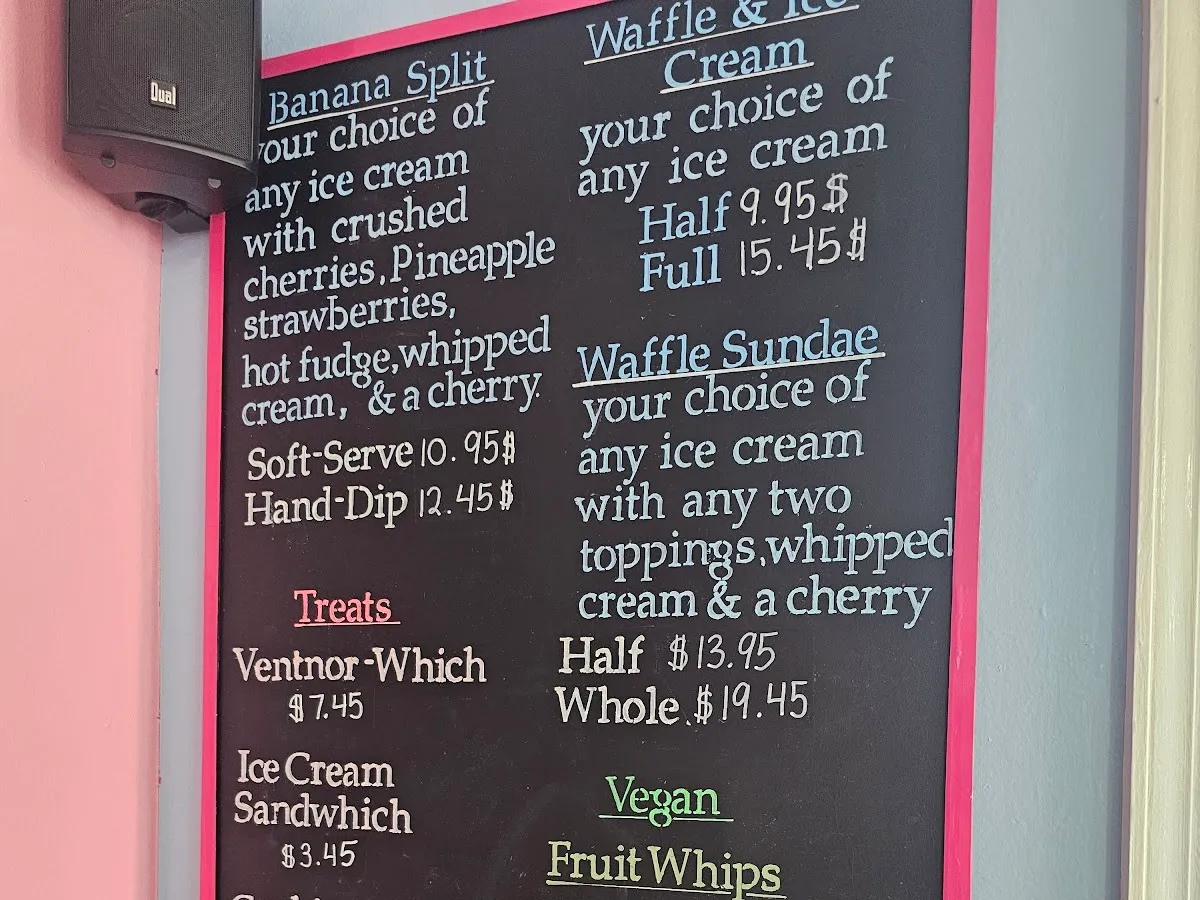 Dual
Banana Split
your choice of
any ice cream
with crushed
cherries, Pineapple
strawberries,
hot fudge, whipped
cream, & a cherry.
Soft-Serve 10.95$
Hand-Dip 12.45$
Treats
Ventnor-Which
$7.45
Ice Cream
Sandwhich
$3.45
Waffle & Ice
Cream
your choice of
any ice cream
Half 9.95$
Full 15.45$
Waffle Sundae
your choice of
any ice cream
with any two
toppings, whipped
cream & a cherry
Half $13.95
Whole $19.45
Vegan
Fruit Whips